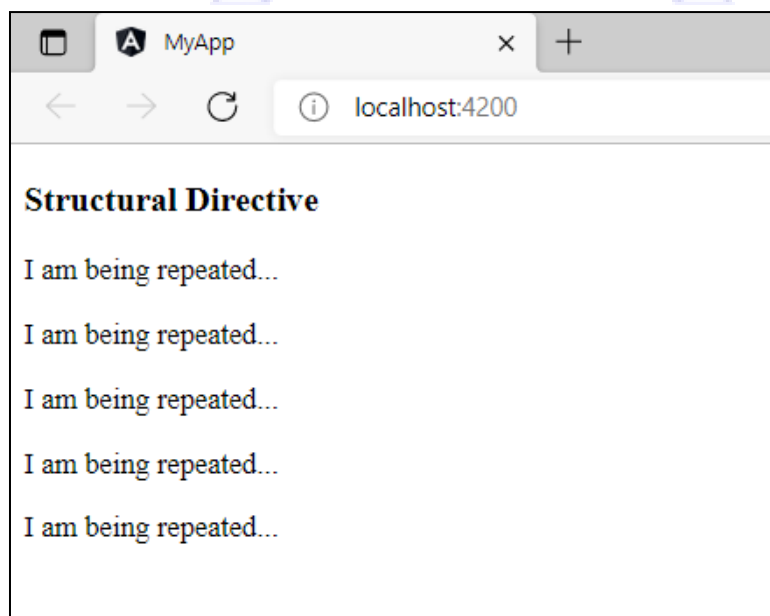 MyApp
localhost:4200
Structural Directive
I am being repeated...
I am being repeated...
I am being repeated...
I am being repeated...
I am being repeated...